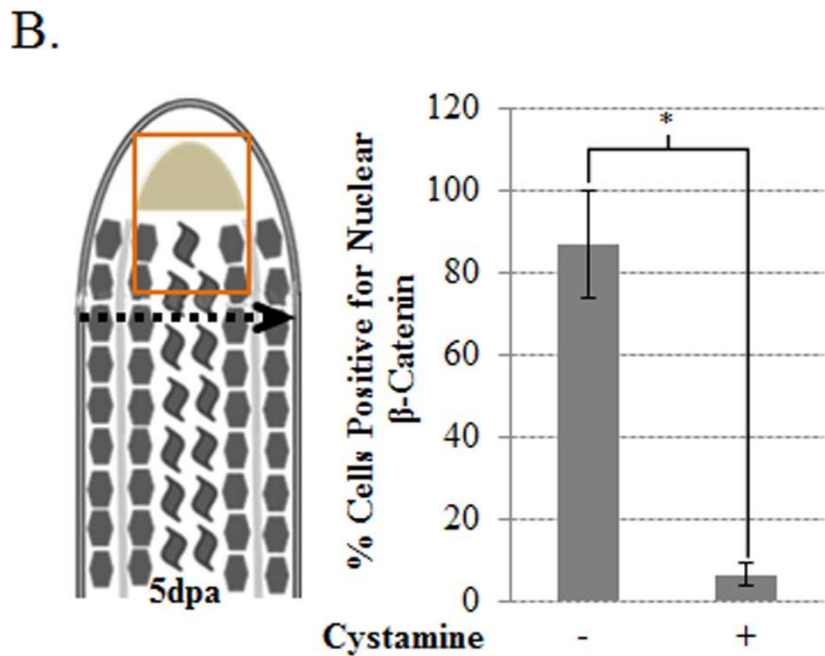 B.
5dpa
% Cells Positive for Nuclear
β-Catenin
120
*
100
80
60
40
20
0
Cystamine - +